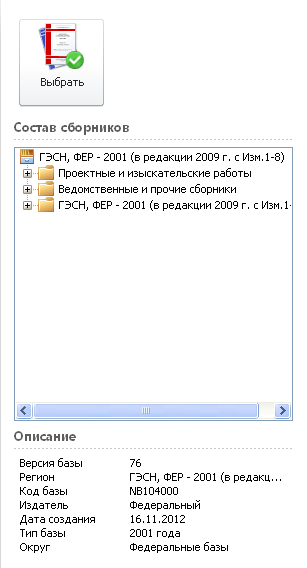 Выбрать
Состав сборников
ГЭСН, ФЕР - 2001 (в редакции 2009 г. с Изм.1-8)
Проектные и изыскательские работы
Ведомственные и прочие сборники
ГЭСН, ФЕР - 2001 (в редакции 2009 г. с Изм.1-
Описание
Версия базы 76
Регион ГЭСН, ФЕР - 2001 (в редакц...
Код базы NB104000
Издатель Федеральный
Дата создания 16.11.2012
Тип базы 2001 года
Округ Федеральные базы